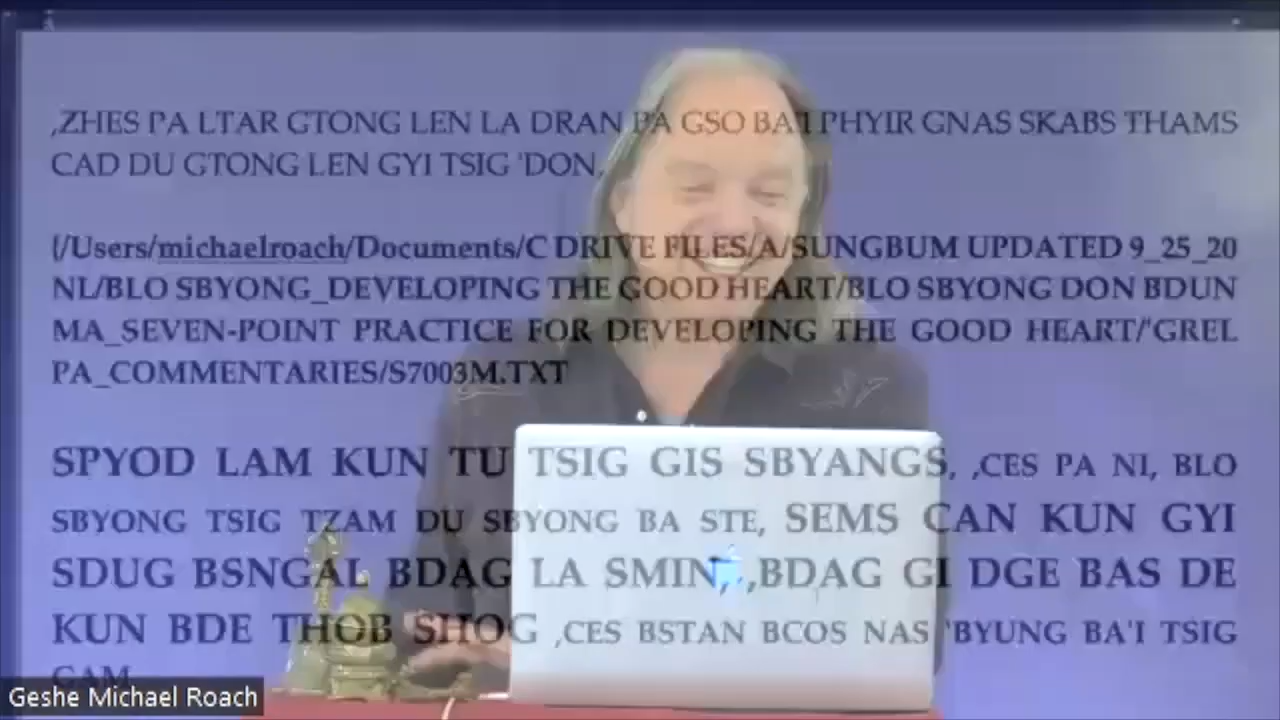 ,ZHES PA LTAR GTONG LEN LA DRAN PA GSO BA'I PHYIR GNAS SKABS THAMS
CAD DU GTONG LEN GYI TSIG 'DON,
(/Users/michaelroach/Documents/C DRIVE FILES/A/SUNGBUM UPDATED 9_25_20
NL/BLO SBYONG_DEVELOPING THE GOOD HEART/BLO SBYONG DON BDUN
MA_SEVEN-POINT PRACTICE FOR DEVELOPING THE GOOD HEART/'GREL
PA_COMMENTARIES/S7003M.TXT
SPYOD LAM KUN TU TSIG GIS SBYANGS, ,CES PA NI, BLO
SBYONG TSIG TZAM DU SBYONG BA STE, SEMS CAN KUN GYI
SDUG BSNGAL BDAG LA SMIN, ,BDAG GI DGE BAS DE
KUN BDE THOB SHOG ,CES BSTAN BCOS NAS 'BYUNG BA'I TSIG
GAM
Geshe Michael Roach